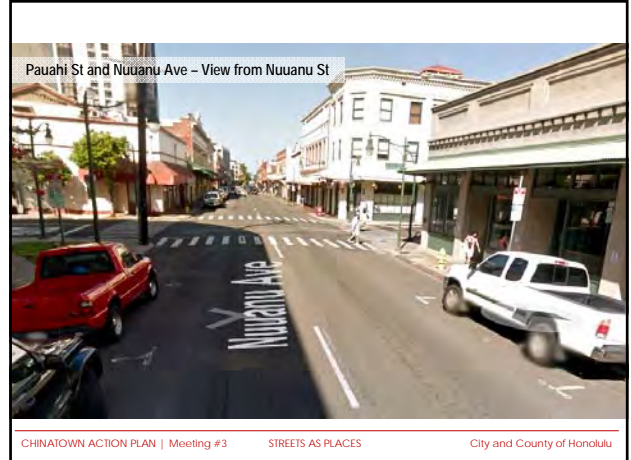 Pauahi St and Nuuanu Ave – View from Nuuanu St
Nuuanu Ave
CHINATOWN ACTION PLAN | Meeting #3 STREETS AS PLACES City and County of Honolulu